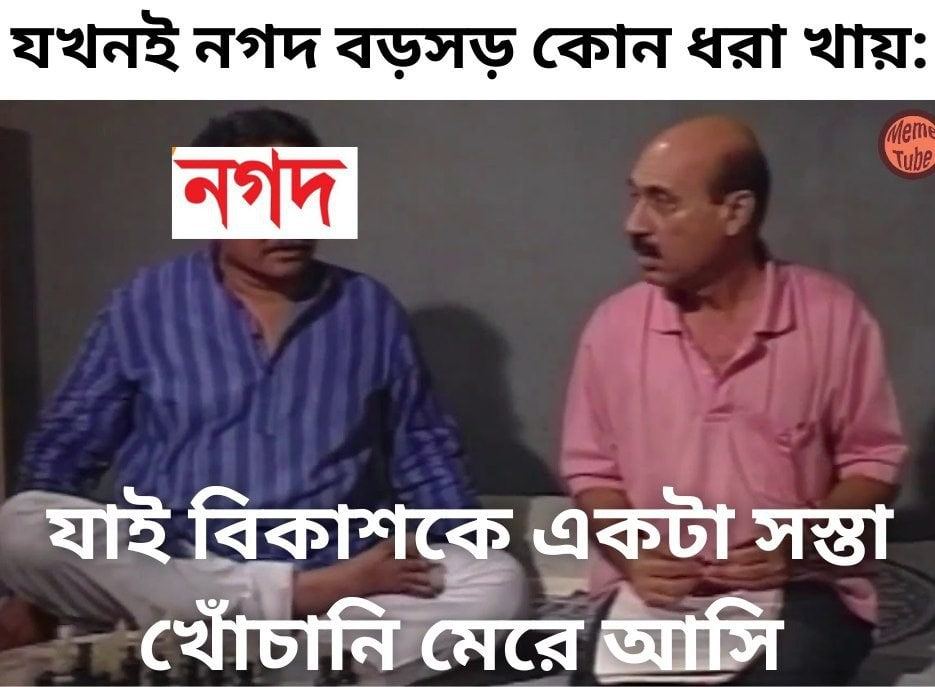 যখনই নগদ বড়সড় কোন ধরা খায়:
নগদ
Meme
Tube
যাই বিকাশকে একটা সস্তা
খোঁচানি মেরে আসি